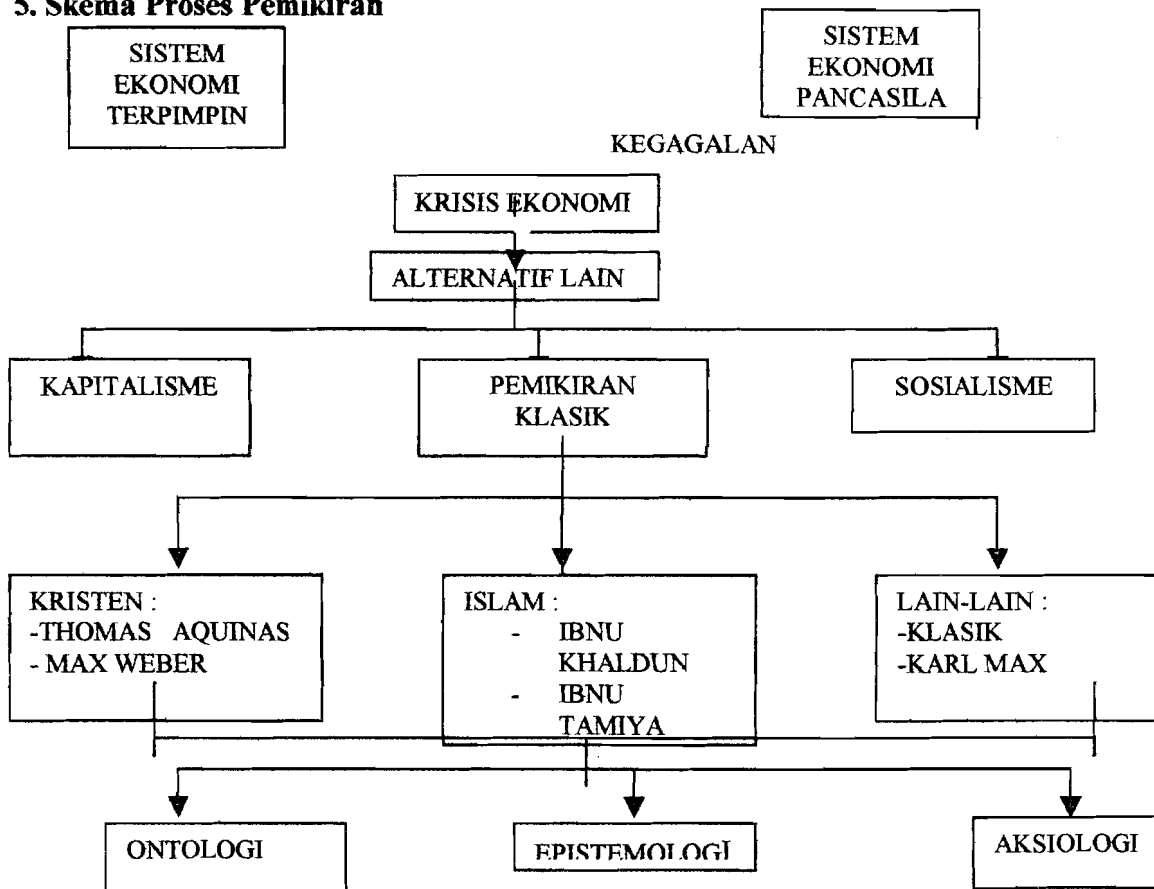 5. Skema Proses Pemikiran
SISTEM
EKONOMI
TERPIMPIN
SISTEM
EKONOMI
PANCASILA
KEGAGALAN
KRISIS EKONOMI
ALTERNATIF LAIN
KAPITALISME
PEMIKIRAN
KLASIK
SOSIALISME
KRISTEN :
-THOMAS AQUINAS
- MAX WEBER
ISLAM :
- IBNU
KHALDUN
- IBNU
TAMIYA
LAIN-LAIN :
-KLASIK
-KARL MAX
ONTOLOGI
EPISTEMOLOGI
AKSIOLOGI